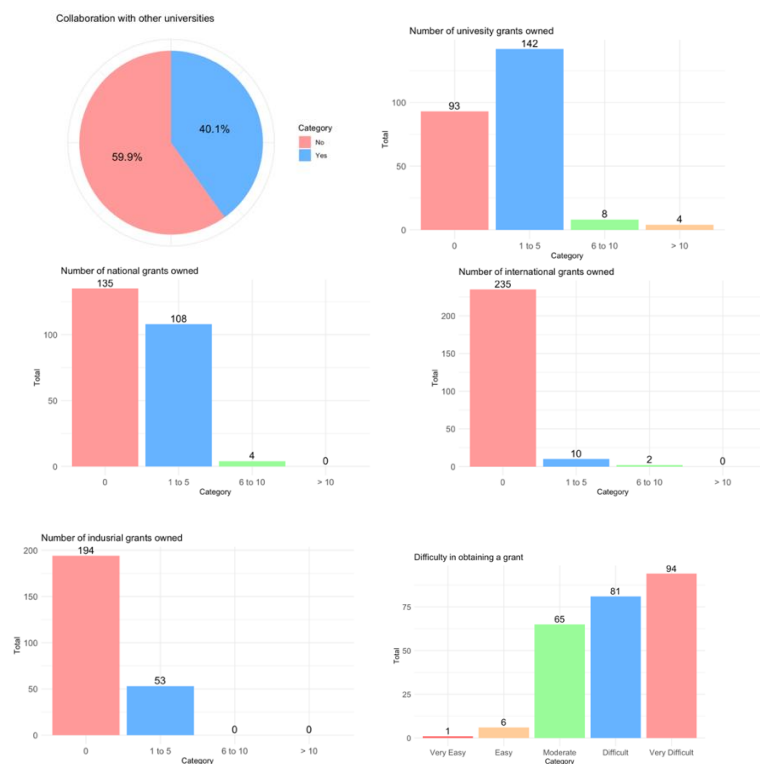 Collaboration with other universities
40.1%
59.9%
Category
No
Yes
Number of univesity grants owned
142
93
8
4
100
50
0
Total
0 1 to 5 6 to 10 > 10
Category
Number of national grants owned
135
108
4
0
100
50
0
Total
0 1 to 5 6 to 10 > 10
Category
Number of international grants owned
235
10
2
0
200
150
100
50
0
Total
0 1 to 5 6 to 10 > 10
Category
Number of indusrial grants owned
194
53
0
0
200
150
100
50
0
Total
0 1 to 5 6 to 10 > 10
Category
Difficulty in obtaining a grant
94
81
65
6
1
75
50
25
0
Total
Very Easy Easy Moderate Difficult Very Difficult
Category